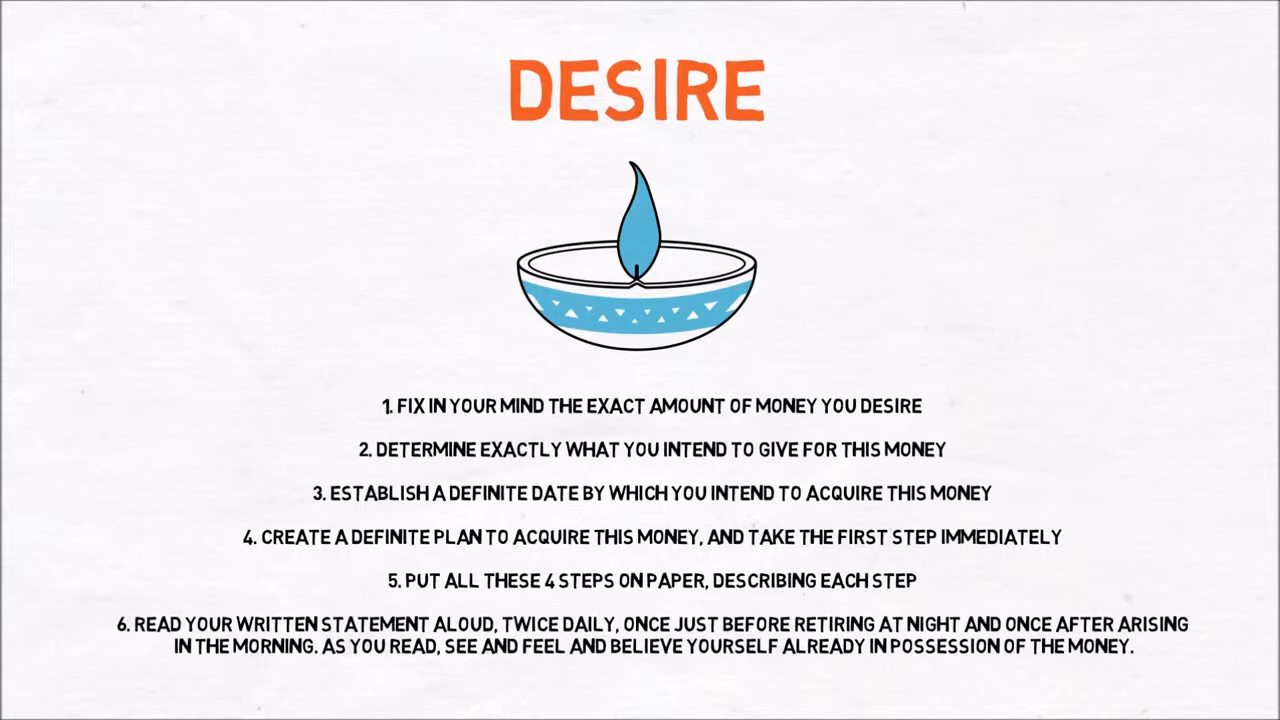 DESIRE
1. FIX IN YOUR MIND THE EXACT AMOUNT OF MONEY YOU DESIRE
2. DETERMINE EXACTLY WHAT YOU INTEND TO GIVE FOR THIS MONEY
3. ESTABLISH A DEFINITE DATE BY WHICH YOU INTEND TO ACQUIRE THIS MONEY
4. CREATE A DEFINITE PLAN TO ACQUIRE THIS MONEY, AND TAKE THE FIRST STEP IMMEDIATELY
5. PUT ALL THESE 4 STEPS ON PAPER, DESCRIBING EACH STEP
6. READ YOUR WRITTEN STATEMENT ALOUD, TWICE DAILY, ONCE JUST BEFORE RETIRING AT NIGHT AND ONCE AFTER ARISING
IN THE MORNING. AS YOU READ, SEE AND FEEL AND BELIEVE YOURSELF ALREADY IN POSSESSION OF THE MONEY.